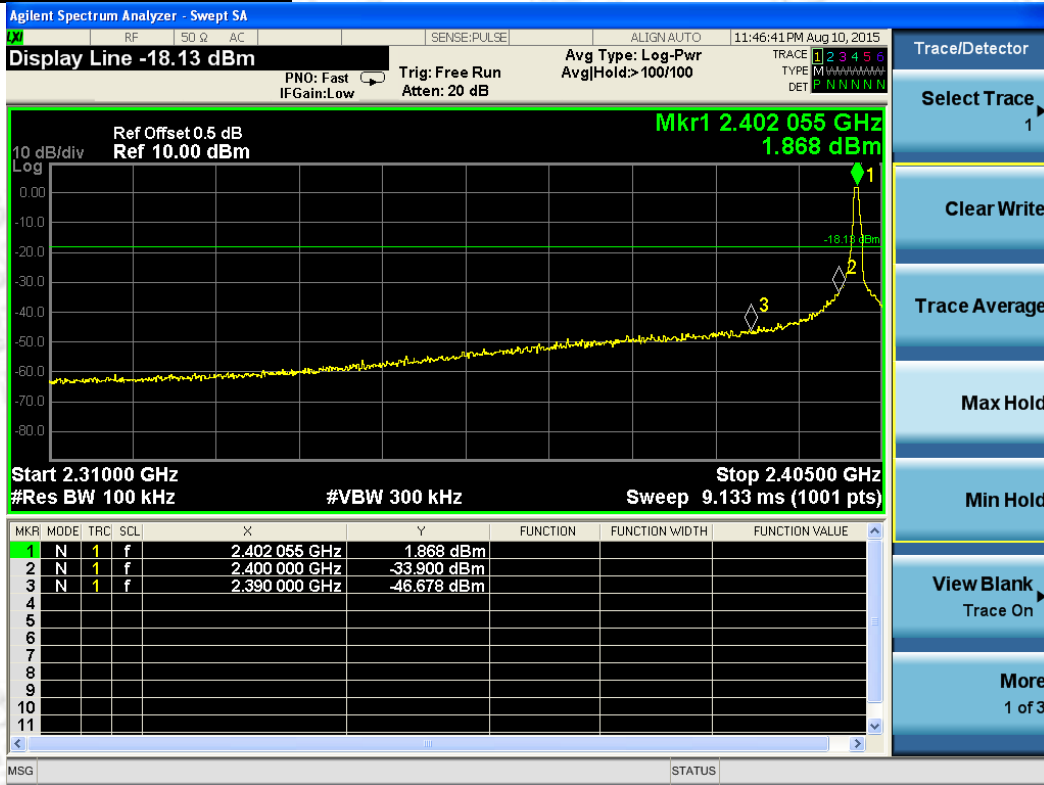 Agilent Spectrum Analyzer - Swept SA
LXI RF 50 Ω AC SENSE:PULSE ALIGN AUTO 11:46:41 PM Aug 10, 2015
Display Line -18.13 dBm
PNO: Fast
IFGain:Low
Trig: Free Run
Atten: 20 dB
Avg Type: Log-Pwr
Avg|Hold:> 100/100
TRACE 1 2 3 4 5 6
TYPE M WWWWW
DET P N N N N N
Mkr1 2.402 055 GHz
1.868 dBm
Ref Offset 0.5 dB
10 dB/div Ref 10.00 dBm
Log
0.00
-10.0
-20.0
-30.0
-40.0
-50.0
-60.0
-70.0
-80.0
1
-18.13 dBm
2
3
Start 2.31000 GHz Stop 2.40500 GHz
#Res BW 100 kHz #VBW 300 kHz Sweep 9.133 ms (1001 pts)
MKR MODE TRC SCL X Y FUNCTION FUNCTION WIDTH FUNCTION VALUE
1 N 1 f 2.402 055 GHz 1.868 dBm
2 N 1 f 2.400 000 GHz -33.900 dBm
3 N 1 f 2.390 000 GHz -46.678 dBm
4
5
6
7
8
9
10
11
MSG STATUS
Trace/Detector
Select Trace
1
Clear Write
Trace Average
Max Hold
Min Hold
View Blank
Trace On
More
1 of 3